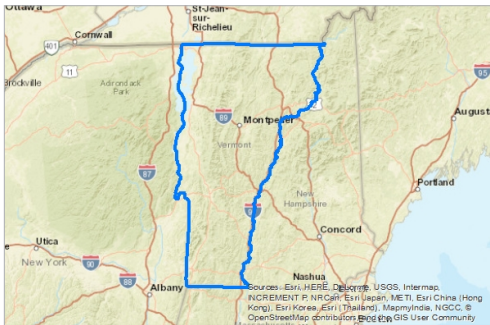 Ottawa
St-Jean-
sur-
Richelieu
Cornwall
401
11
Brockville
Adirondack
Park
95
89
Montpelier
Vermont
August
87
Portland
New
Hampshire
Concord
Utica
New York
90
88
Albany
Nashua
Sources: Esri, HERE, DeLorme, USGS, Intermap,
INCREMENT P, NRCan, Esri Japan, METI, Esri China (Hong
Kong), Esri Korea, Esri (Thailand), MapmyIndia, NGCC, ©
OpenStreetMap contributors, and the GIS User Community